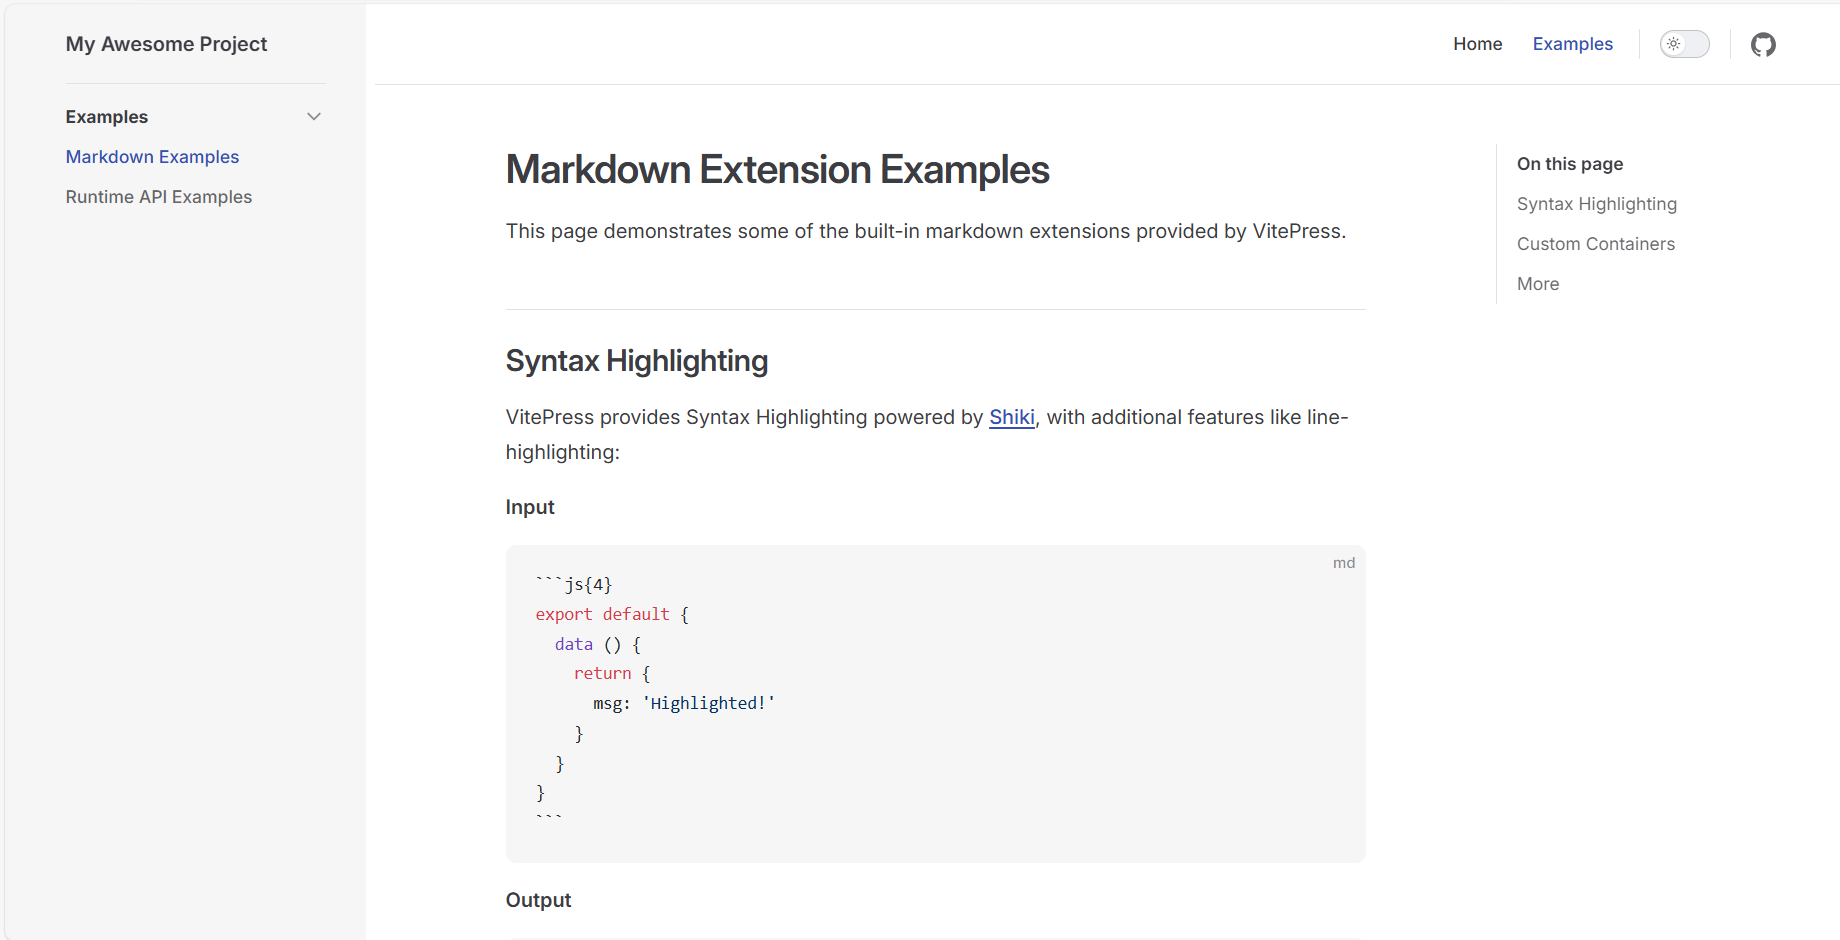 My Awesome Project
Home
Examples
Examples
Markdown Examples
Runtime API Examples
Markdown Extension Examples
This page demonstrates some of the built-in markdown extensions provided by VitePress.
Syntax Highlighting
VitePress provides Syntax Highlighting powered by Shiki, with additional features like line-
highlighting:
Input
md
```js{4}
export default {
  data () {
    return {
      msg: 'Highlighted!'
    }
  }
}
```
Output
On this page
Syntax Highlighting
Custom Containers
More